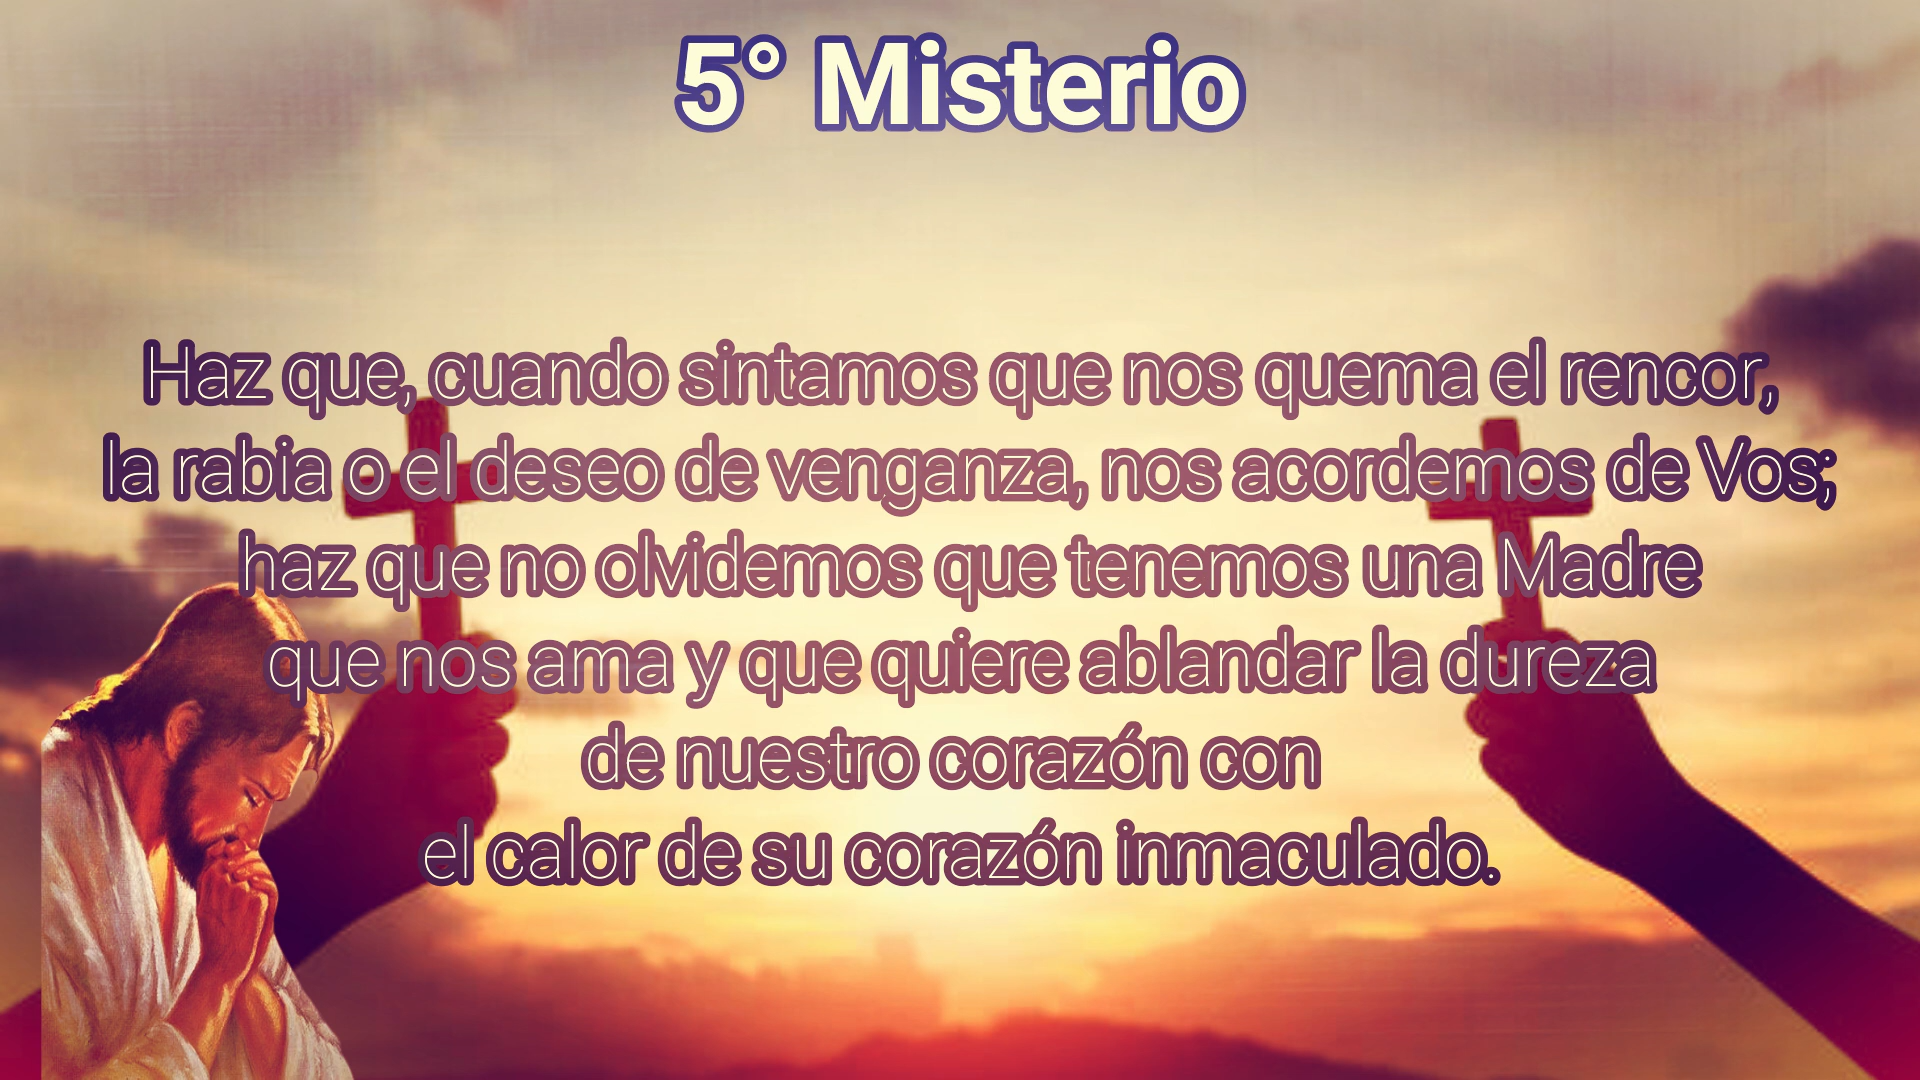 5° Misterio
Haz que, cuando sintamos que nos quema el rencor,
la rabia o el deseo de venganza, nos acordemos de Vos;
haz que no olvidemos que tenemos una Madre
que nos ama y que quiere ablandar la dureza
de nuestro corazón con
el calor de su corazón inmaculado.